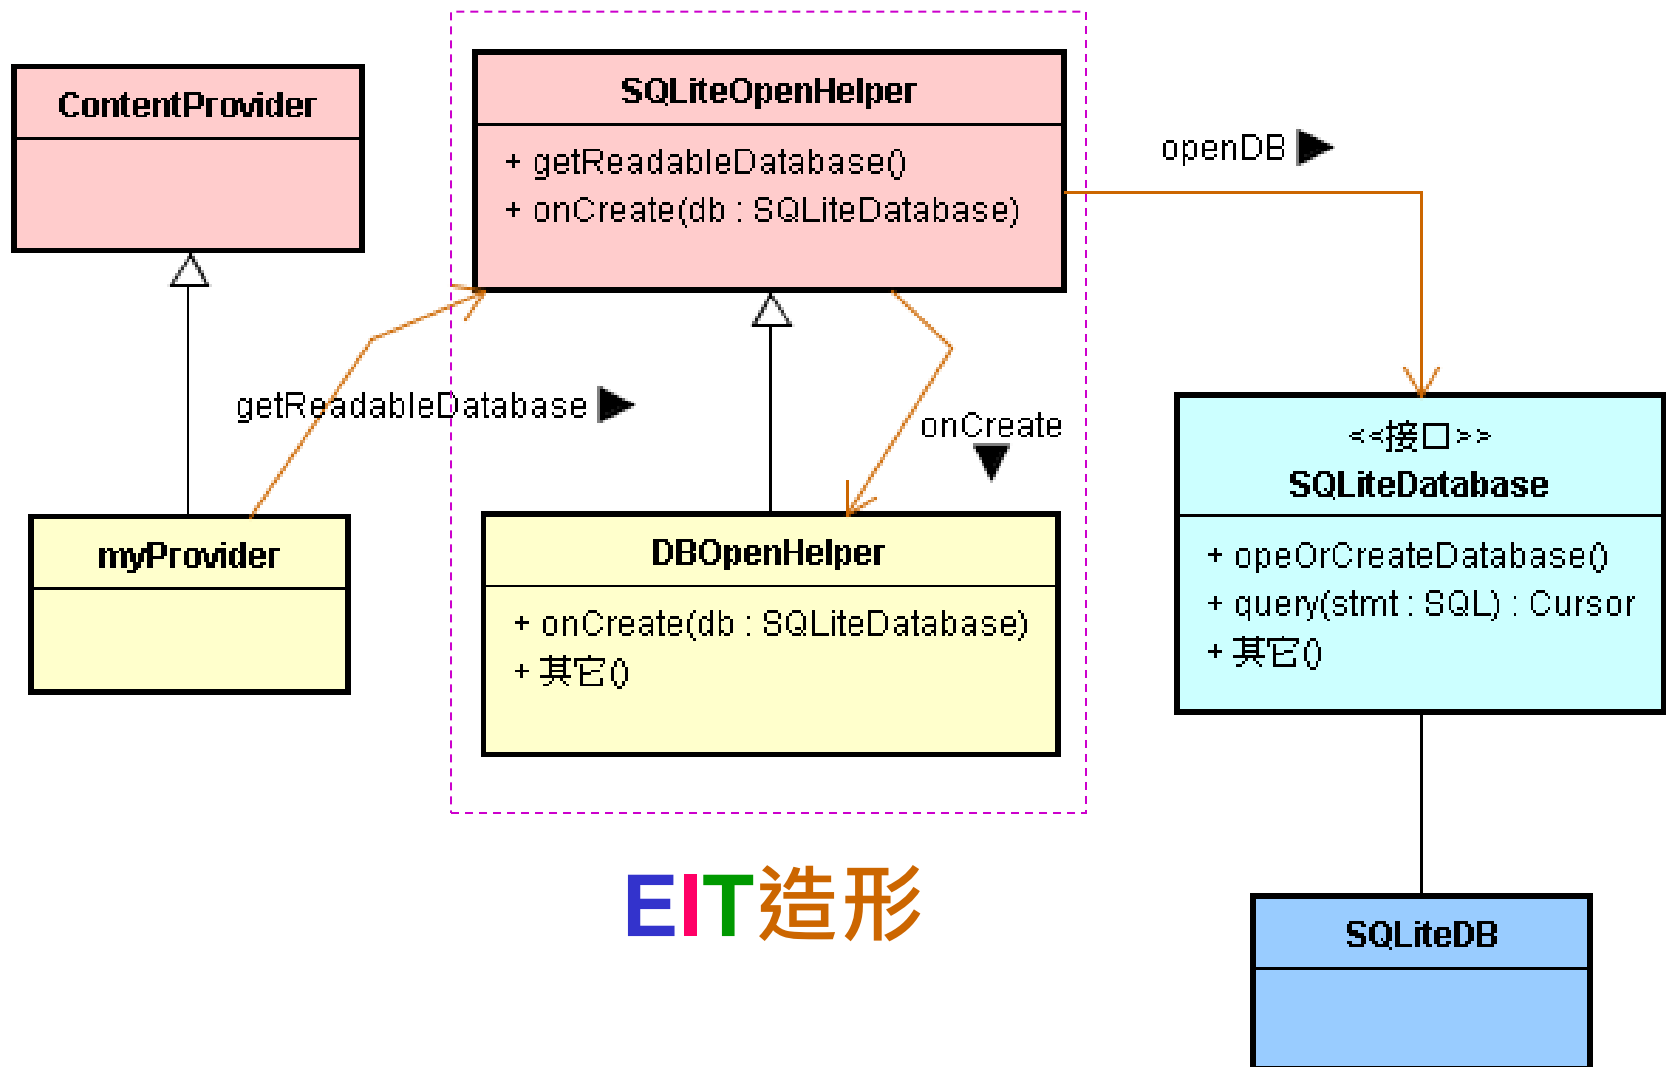 ContentProvider
SQLiteOpenHelper
+ getReadableDatabase()
+ onCreate(db : SQLiteDatabase)
openDB
getReadableDatabase
onCreate
myProvider
DBOpenHelper
+ onCreate(db : SQLiteDatabase)
+ 其它()
<<接口>>
SQLiteDatabase
+ opeOrCreateDatabase()
+ query(stmt : SQL) : Cursor
+ 其它()
EIT造形
SQLiteDB